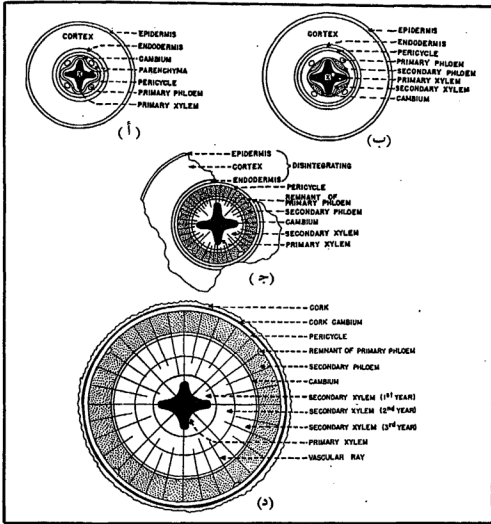 EPIDERMIS
CORTEX
ENDODERMIS
CAMBIUM
PARENCHYMA
PERICYCLE
PRIMARY PHLOEM
PRIMARY XYLEM
(أ)
EPIDERMIS
CORTEX
ENDODERMIS
PERICYCLE
PRIMARY PHLOEM
SECONDARY PHLOEM
PRIMARY XYLEM
SECONDARY XYLEM
CAMBIUM
(ب)
EPIDERMIS
CORTEX
DISINTEGRATING
ENDODERMIS
PERICYCLE
REMNANT OF
PRIMARY PHLOEM
SECONDARY PHLOEM
CAMBIUM
SECONDARY XYLEM
PRIMARY XYLEM
(ج)
CORK
CORK CAMBIUM
PERICYCLE
REMNANT OF PRIMARY PHLOEM
SECONDARY PHLOEM
CAMBIUM
SECONDARY XYLEM (1st YEAR)
SECONDARY XYLEM (2nd YEAR)
SECONDARY XYLEM (3rd YEAR)
PRIMARY XYLEM
VASCULAR RAY
(د)